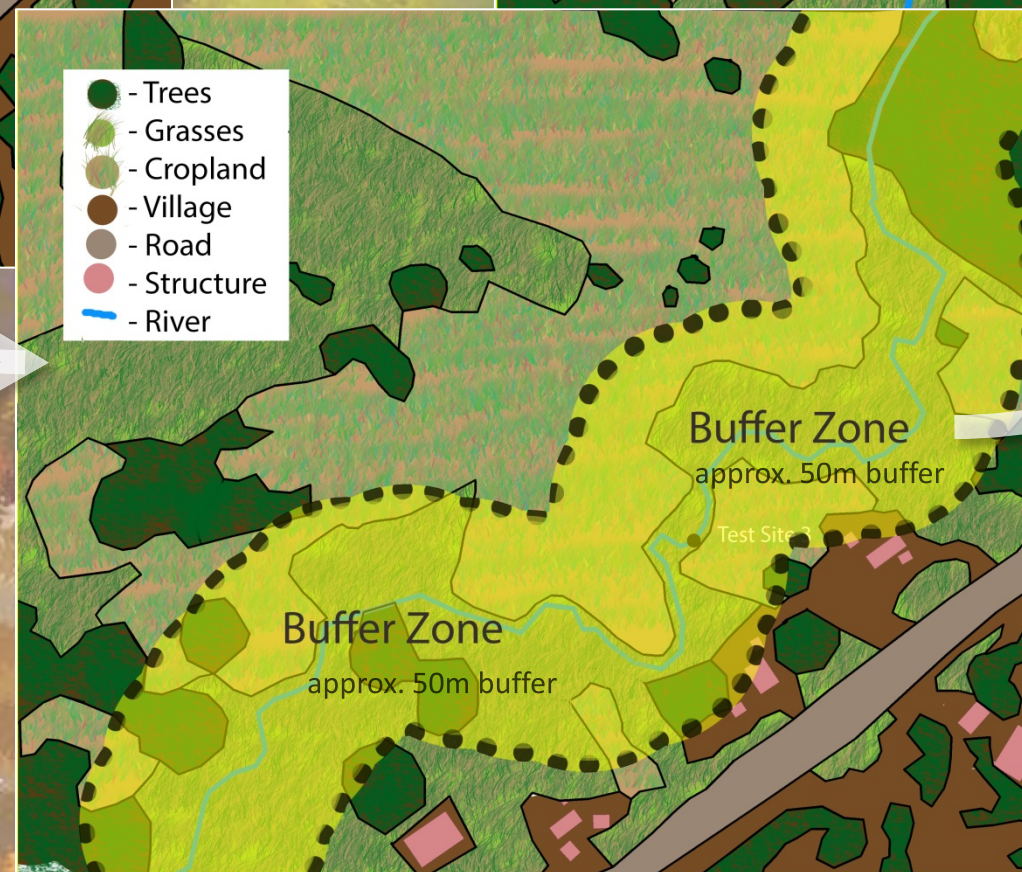 - Trees
- Grasses
- Cropland
- Village
- Road
- Structure
- River
Buffer Zone
approx. 50m buffer
Test Site 3
Buffer Zone
approx. 50m buffer